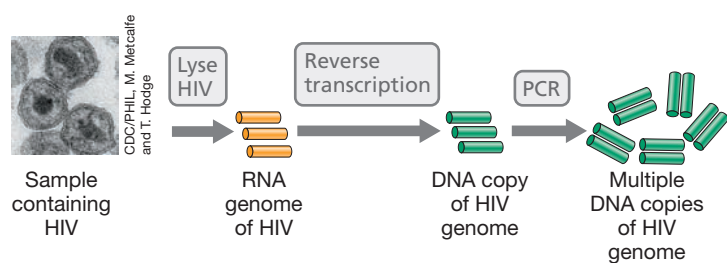 CDC/PHIL, M. Metcalfe
and T. Hodge
Lyse
HIV
Reverse
transcription
PCR
Sample
containing
HIV
RNA
genome
of HIV
DNA copy
of HIV
genome
Multiple
DNA copies
of HIV
genome